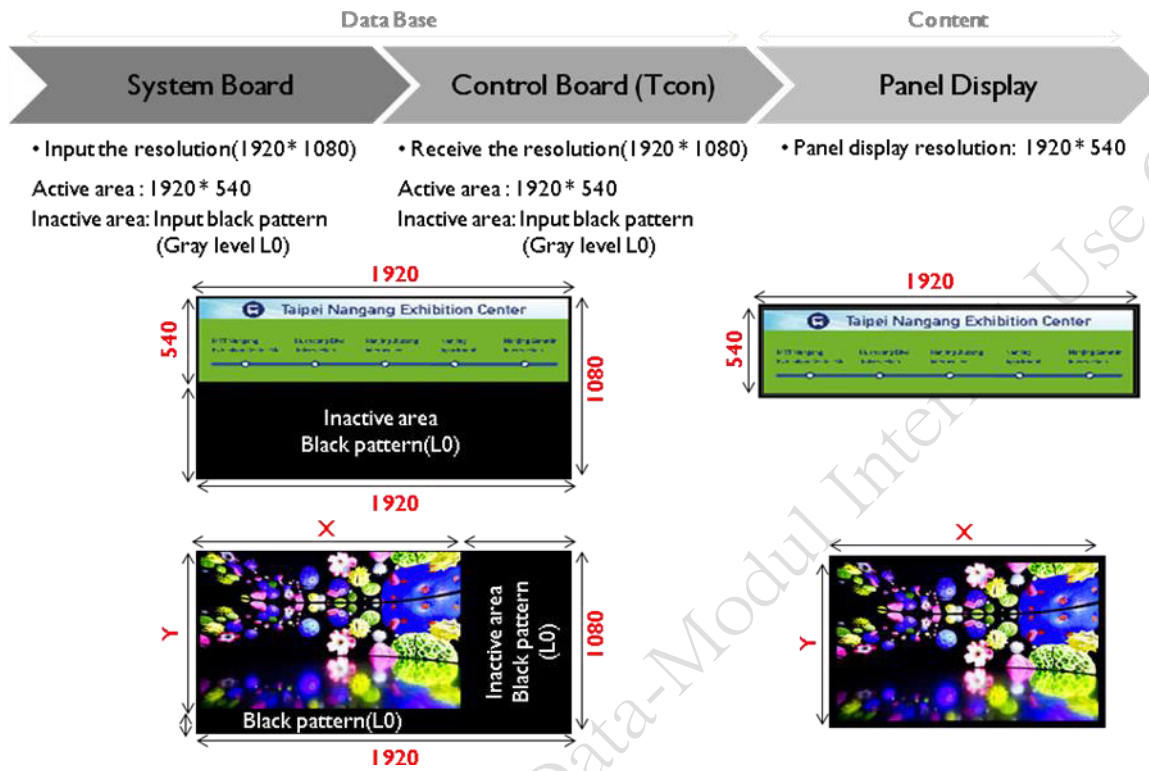 Data Base
Content
System Board
Control Board (Tcon)
Panel Display
• Input the resolution(1920 * 1080)
Active area : 1920 * 540
Inactive area: Input black pattern
(Gray level L0)
• Receive the resolution(1920 * 1080)
Active area : 1920 * 540
Inactive area: Input black pattern
(Gray level L0)
• Panel display resolution: 1920 * 540
1920
540
Taipei Nangang Exhibition Center
1080
Inactive area
Black pattern(L0)
1920
1920
540
Taipei Nangang Exhibition Center
X
Y
Inactive area
Black pattern
(L0)
1080
Black pattern(L0)
1920
X
Y
Data-Modul Internal Use